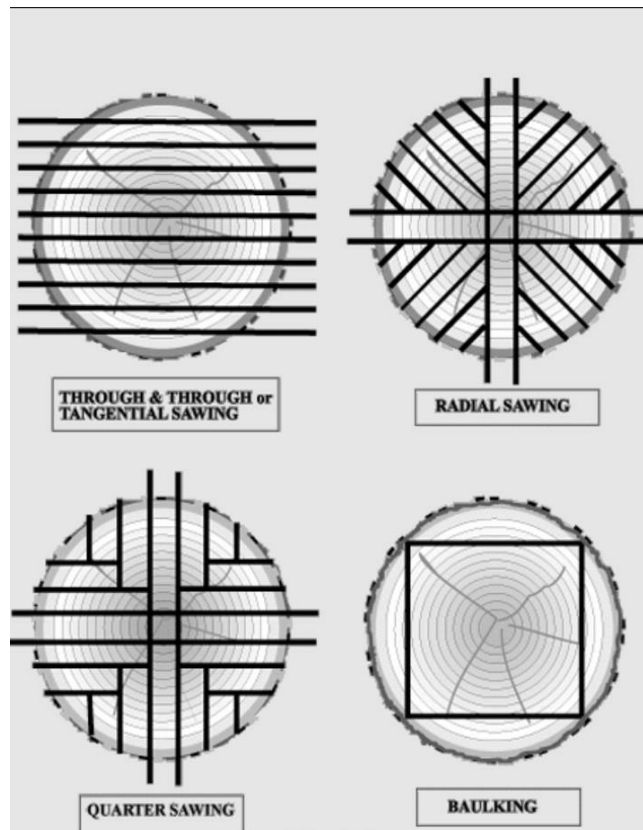 THROUGH & THROUGH or
TANGENTIAL SAWING
RADIAL SAWING
QUARTER SAWING
BAULKING